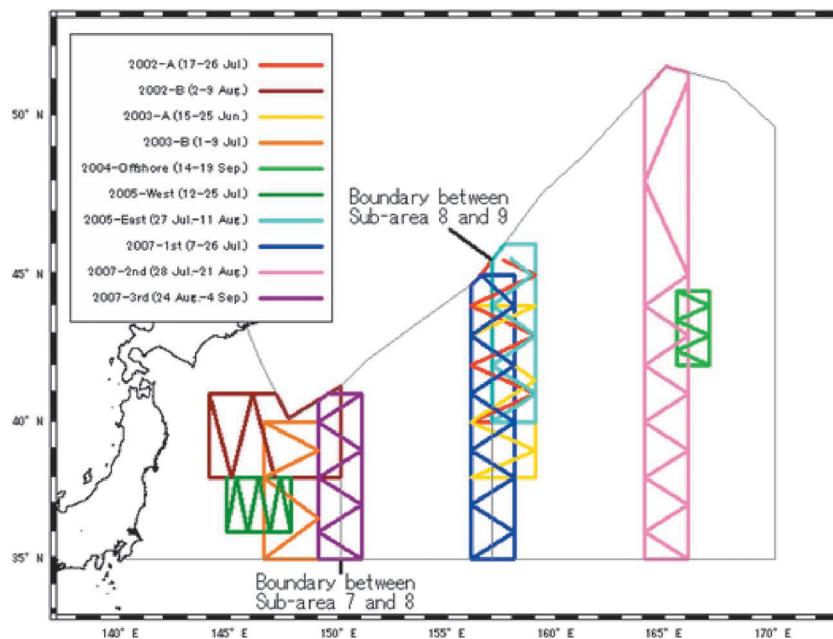 2002-A (17-26 Jul.)
2002-B (2-9 Aug.)
2003-A (15-25 Jun.)
2003-B (1-9 Jul.)
2004-Offshore (14-19 Sep.)
2005-West (12-25 Jul.)
2005-East (27 Jul.-11 Aug.)
2007-1st (7-26 Jul.)
2007-2nd (28 Jul.-21 Aug.)
2007-3rd (24 Aug.-4 Sep.)
50° N
Boundary between
Sub-area 8 and 9
45° N
40° N
35° N
Boundary between
Sub-area 7 and 8
140° E 145° E 150° E 155° E 160° E 165° E 170° E